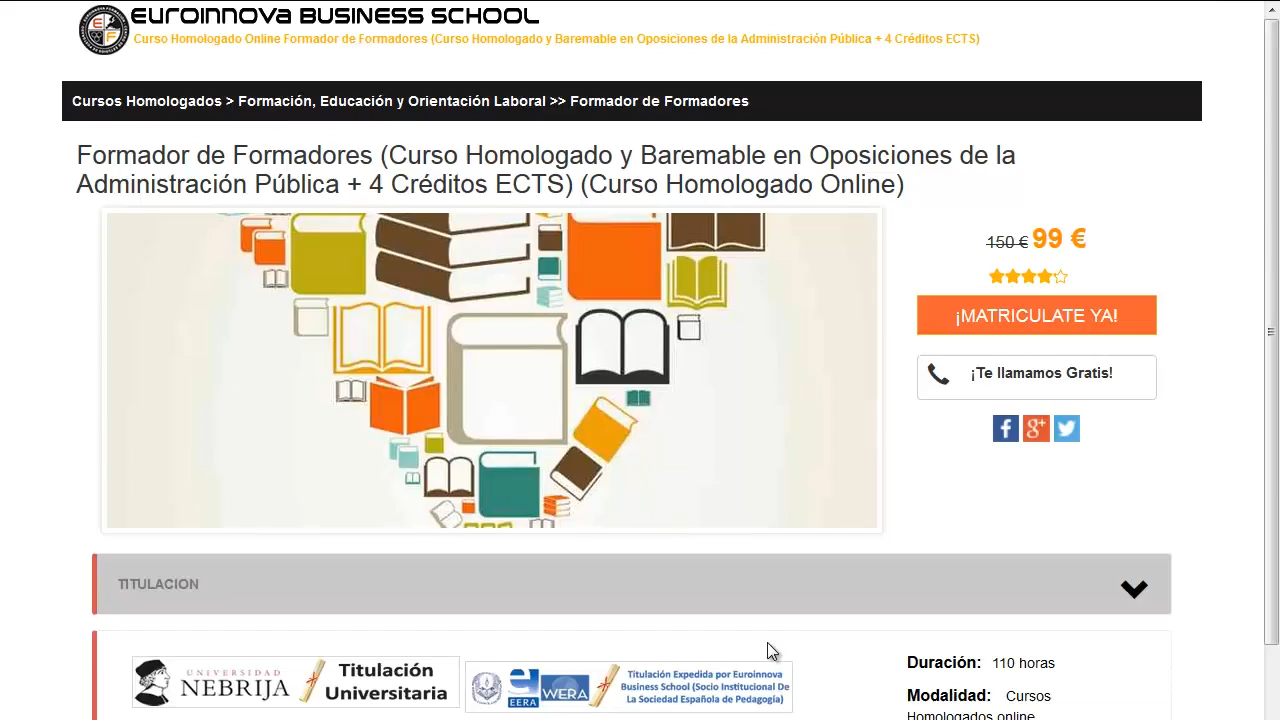 EUROINNOVA BUSINESS SCHOOL
Curso Homologado Online Formador de Formadores (Curso Homologado y Baremable en Oposiciones de la Administración Pública + 4 Créditos ECTS)
Cursos Homologados > Formación, Educación y Orientación Laboral >> Formador de Formadores
Formador de Formadores (Curso Homologado y Baremable en Oposiciones de la
Administración Pública + 4 Créditos ECTS) (Curso Homologado Online)
150 € 99 €
¡MATRICULATE YA!
¡Te llamamos Gratis!
TITULACION
UNIVERSIDAD
NEBRIJA
Titulación
Universitaria
EERA
WERA
Titulación Expedida por Euroinnova
Business School (Socio Institucional De
La Sociedad Española de Pedagogía)
Duración: 110 horas
Modalidad: Cursos
Homologados online